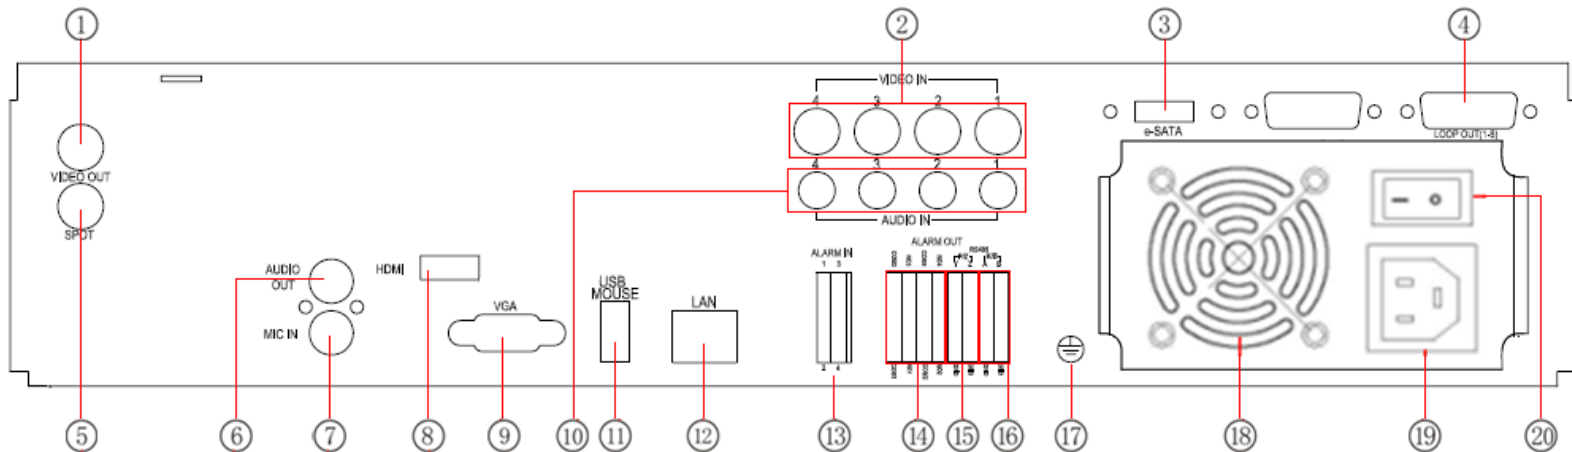 ① ② ③ ④
VIDEO IN
4 3 2 1
e-SATA
LOOP OUT(1-8)
VIDEO OUT
4 3 2 1
AUDIO IN
SPOT
ALARM IN
1 3
ALARM OUT
RS485
AUDIO
OUT
HDMI
USB
MOUSE
LAN
VGA
MIC IN
2 4
⑤ ⑥ ⑦ ⑧ ⑨ ⑩ ⑪ ⑫ ⑬ ⑭ ⑮ ⑯ ⑰ ⑱ ⑲ ⑳